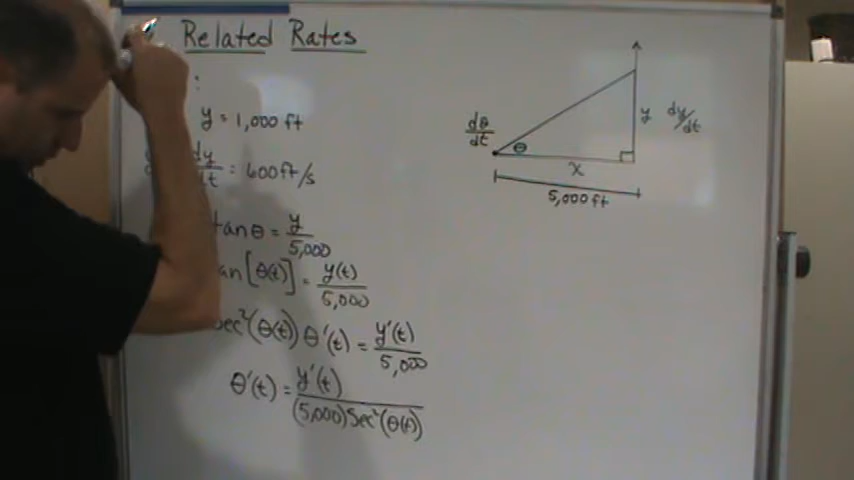 Related Rates
:
y = 1,000 ft
dy/dt = 600 ft/s
tan θ = y/5,000
an [θ(t)] = y(t)/5,000
sec²(θ(t)) θ'(t) = y'(t)/5,000
θ'(t) = y'(t)/(5,000) Sec²(θ(t))
dθ/dt
θ
x
y
dy/dt
5,000 ft